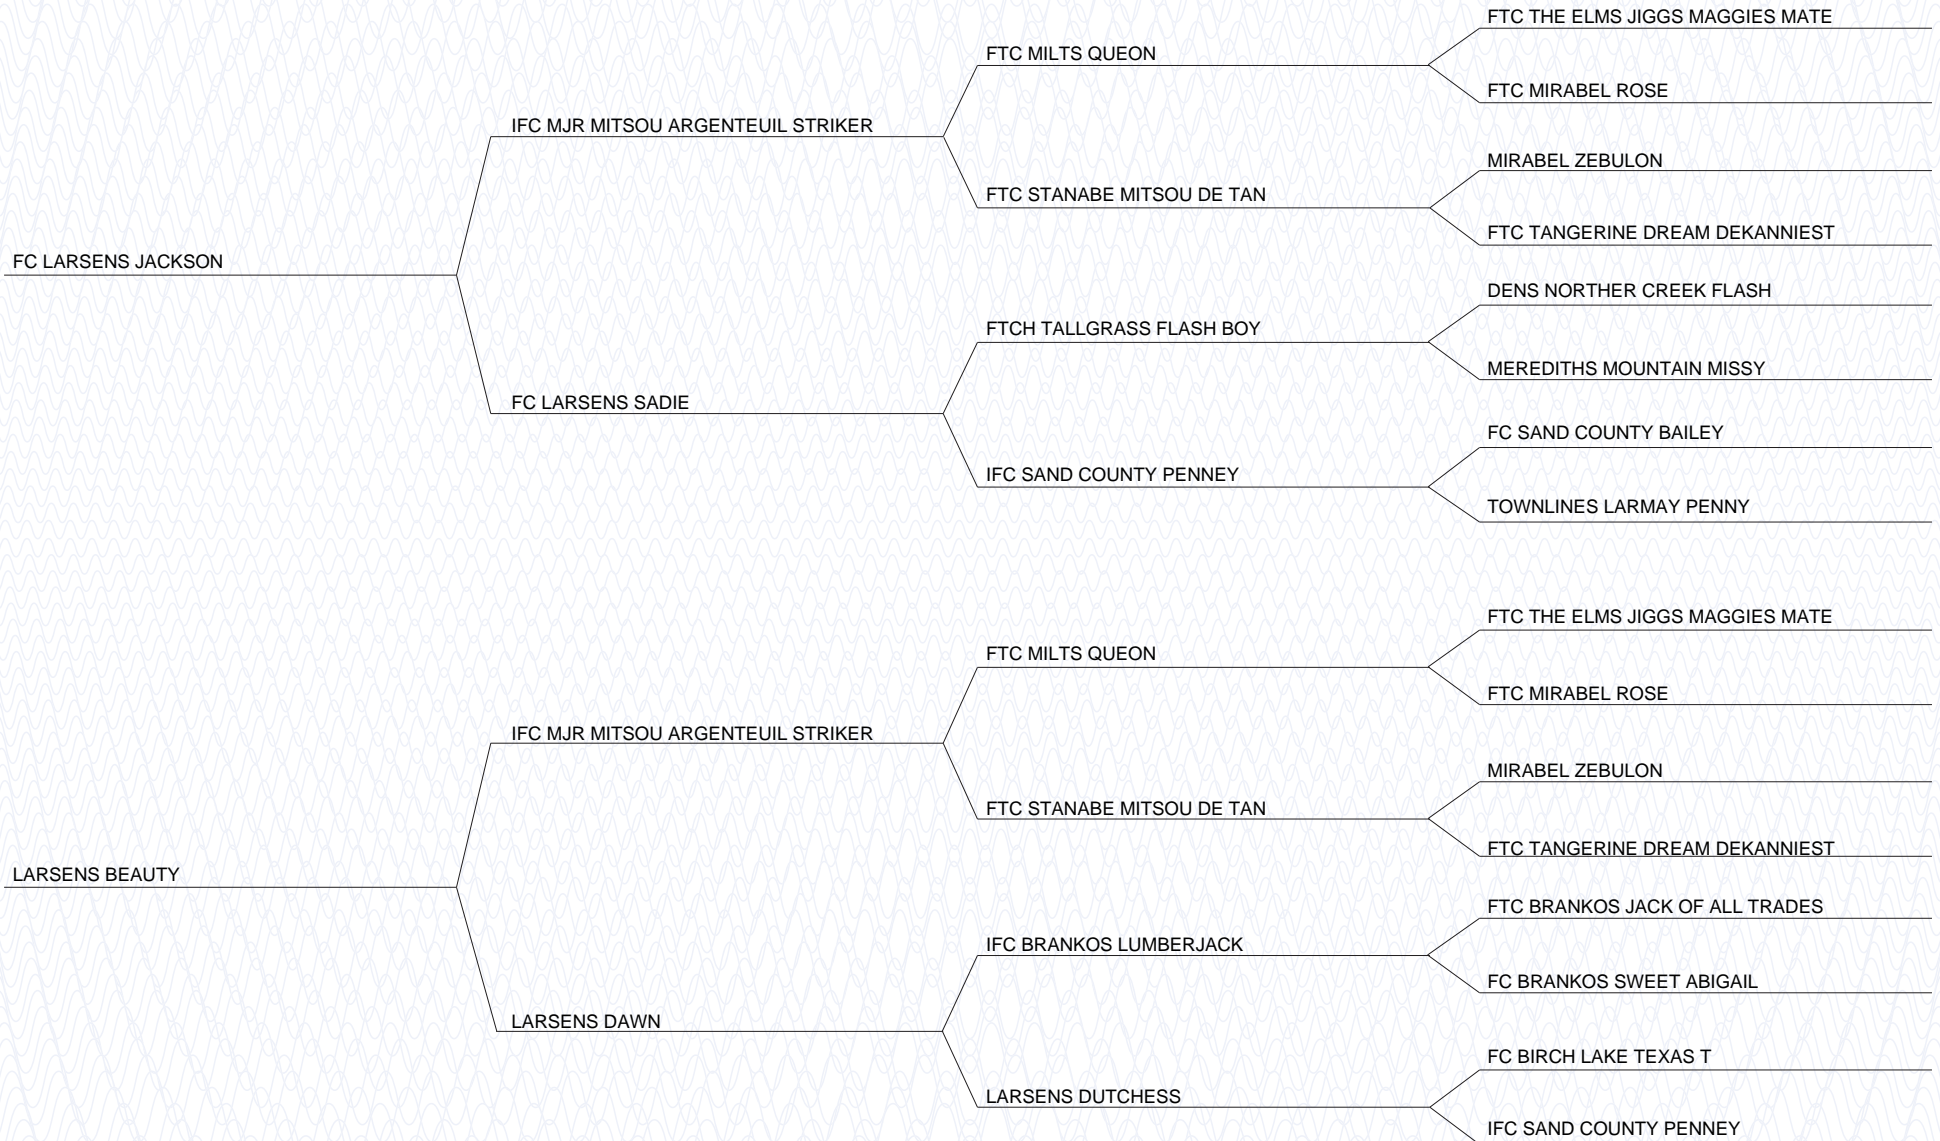 FTC THE ELMS JIGGS MAGGIES MATE
FTC MILTS QUEON
FTC MIRABEL ROSE
IFC MJR MITSOU ARGENTEUIL STRIKER
MIRABEL ZEBULON
FTC STANABE MITSOU DE TAN
FTC TANGERINE DREAM DEKANNIEST
FC LARSENS JACKSON
DENS NORTHER CREEK FLASH
FTCH TALLGRASS FLASH BOY
MEREDITHS MOUNTAIN MISSY
FC LARSENS SADIE
FC SAND COUNTY BAILEY
IFC SAND COUNTY PENNEY
TOWNLINES LARMAY PENNY
FTC THE ELMS JIGGS MAGGIES MATE
FTC MILTS QUEON
FTC MIRABEL ROSE
IFC MJR MITSOU ARGENTEUIL STRIKER
MIRABEL ZEBULON
FTC STANABE MITSOU DE TAN
FTC TANGERINE DREAM DEKANNIEST
LARSENS BEAUTY
FTC BRANKOS JACK OF ALL TRADES
IFC BRANKOS LUMBERJACK
FC BRANKOS SWEET ABIGAIL
LARSENS DAWN
FC BIRCH LAKE TEXAS T
LARSENS DUTCHESS
IFC SAND COUNTY PENNEY